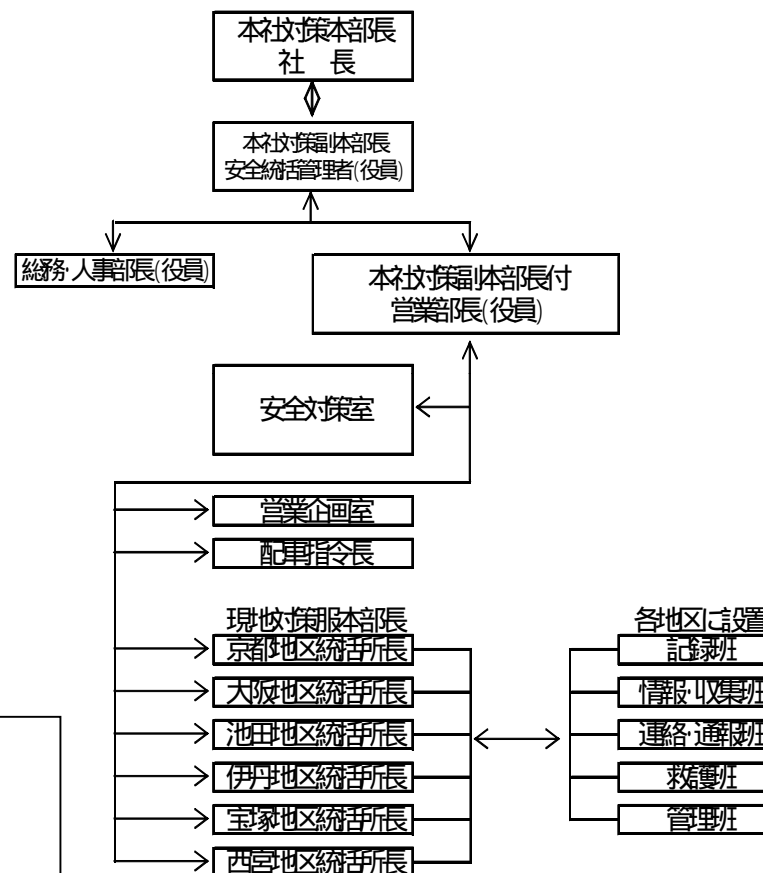 本社対策本部長
社　長
本社対策副本部長
安全統括管理者(役員)
総務・人事部長(役員)
本社対策副本部長付
営業部長(役員)
安全対策室
営業企画室
配車指令長
現地対策服本部長
各地区に設置
京都地区統括所長
記録班
大阪地区統括所長
情報・収集班
池田地区統括所長
連絡・通報班
伊丹地区統括所長
救護班
宝塚地区統括所長
管理班
西宮地区統括所長